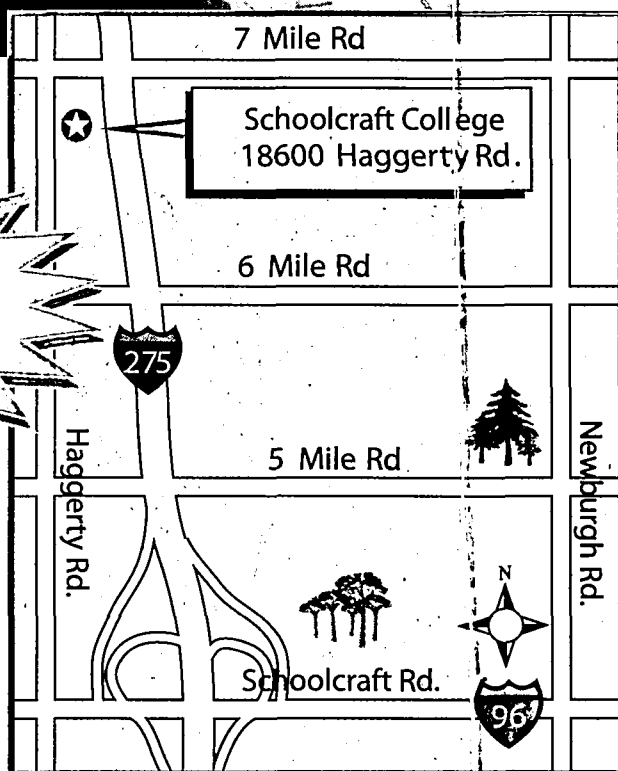 7 Mile Rd
Schoolcraft College
18600 Haggerty Rd.
6 Mile Rd
275
Haggerty Rd.
5 Mile Rd
Newburgh Rd.
N
Schoolcraft Rd.
96